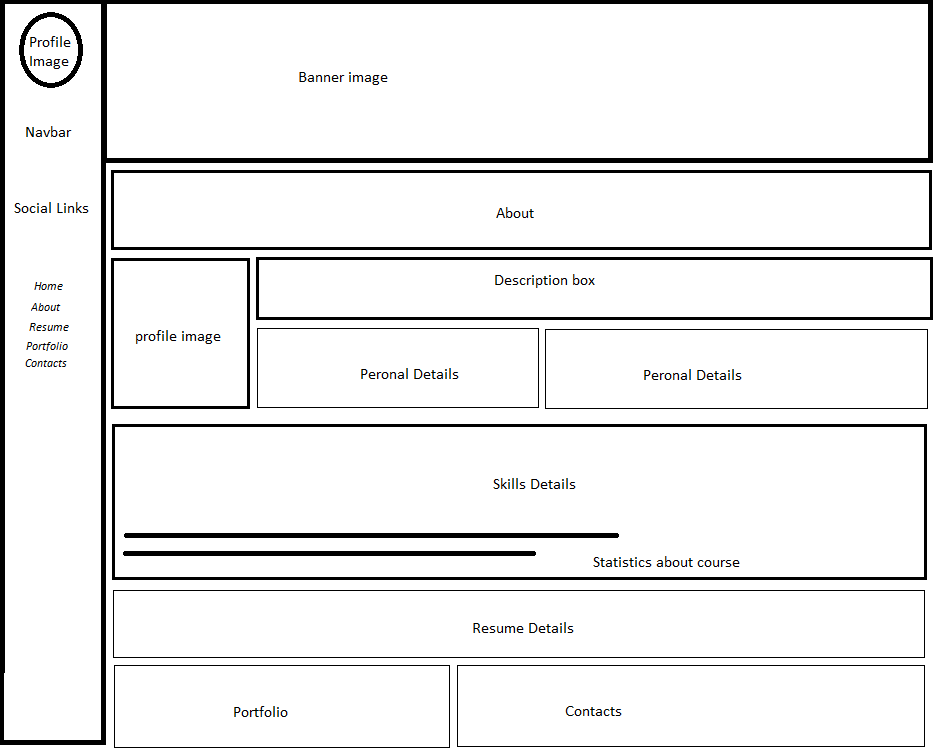 Profile
Image
Navbar
Social Links
Home
About
Resume
Portfolio
Contacts
Banner image
About
profile image
Description box
Peronal Details
Peronal Details
Skills Details
Statistics about course
Resume Details
Portfolio
Contacts